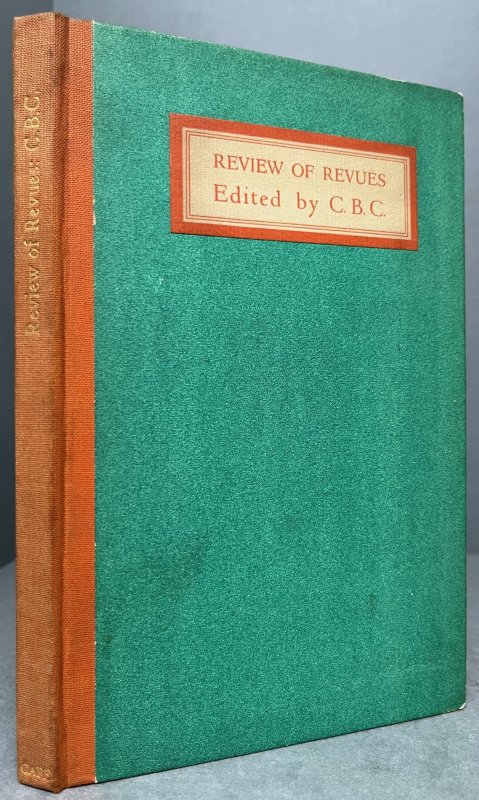 REVIEW OF REVUES
Edited by C. B. C.
Review of Revues: C.B.C.
CAPE